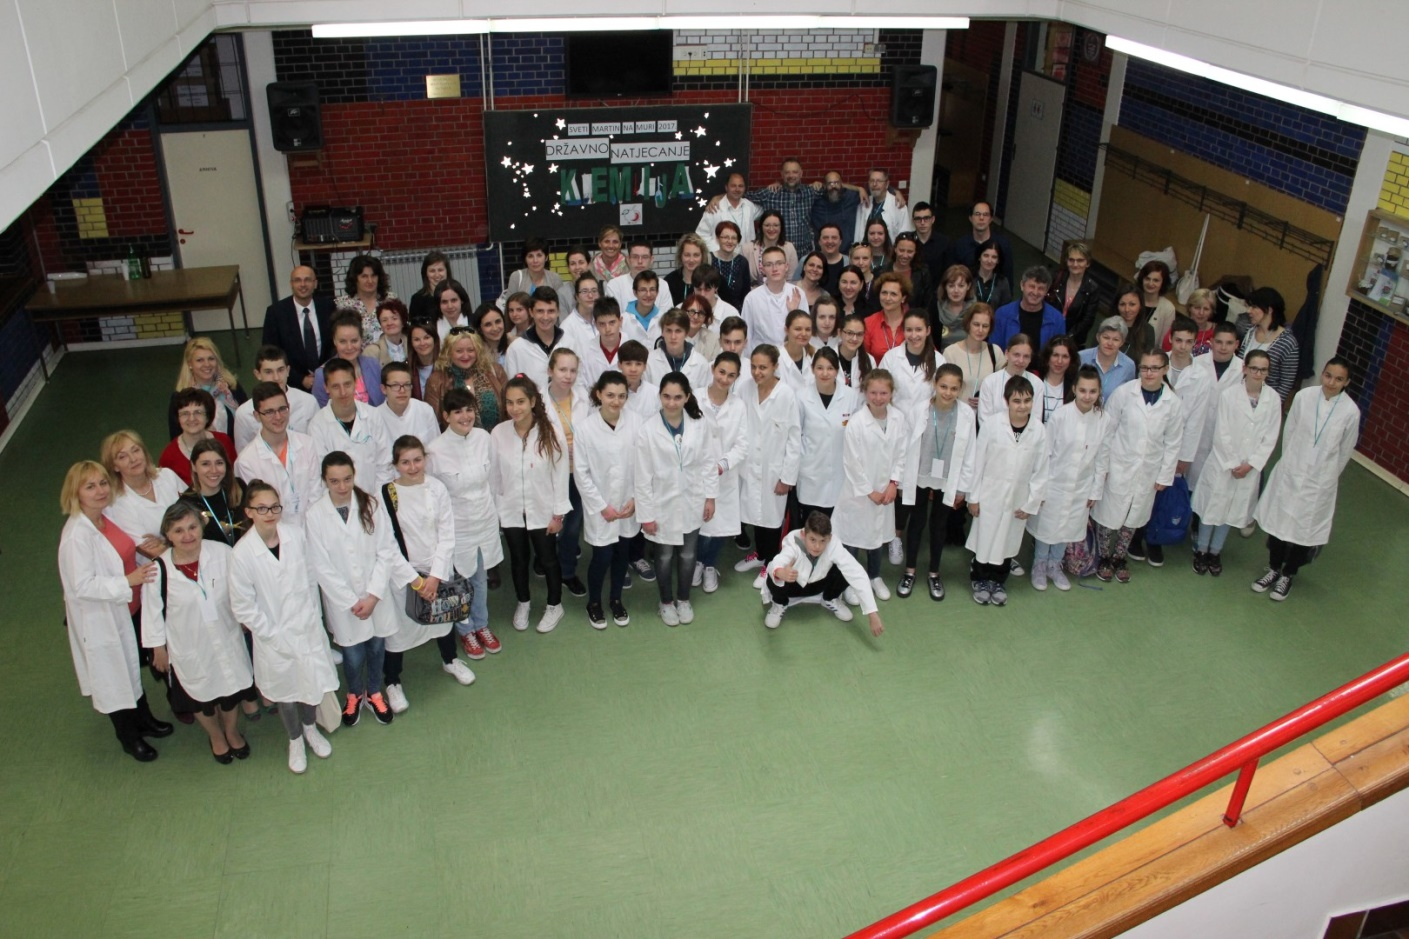 SVETI MARTIN NA MURI 2017.
DRŽAVNO NATJECANJE
KEMIJA